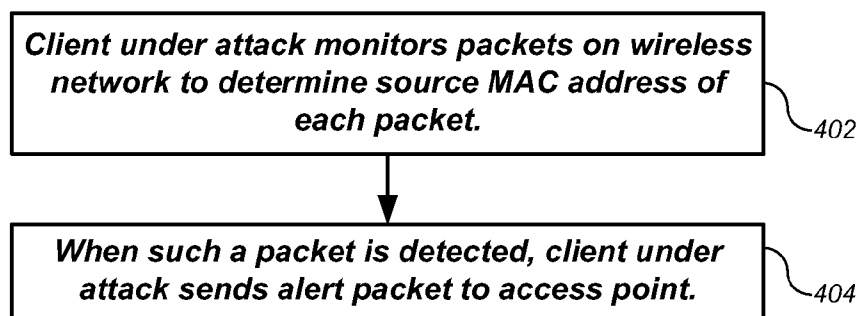 Client under attack monitors packets on wireless
network to determine source MAC address of
each packet.
402
When such a packet is detected, client under
attack sends alert packet to access point.
404